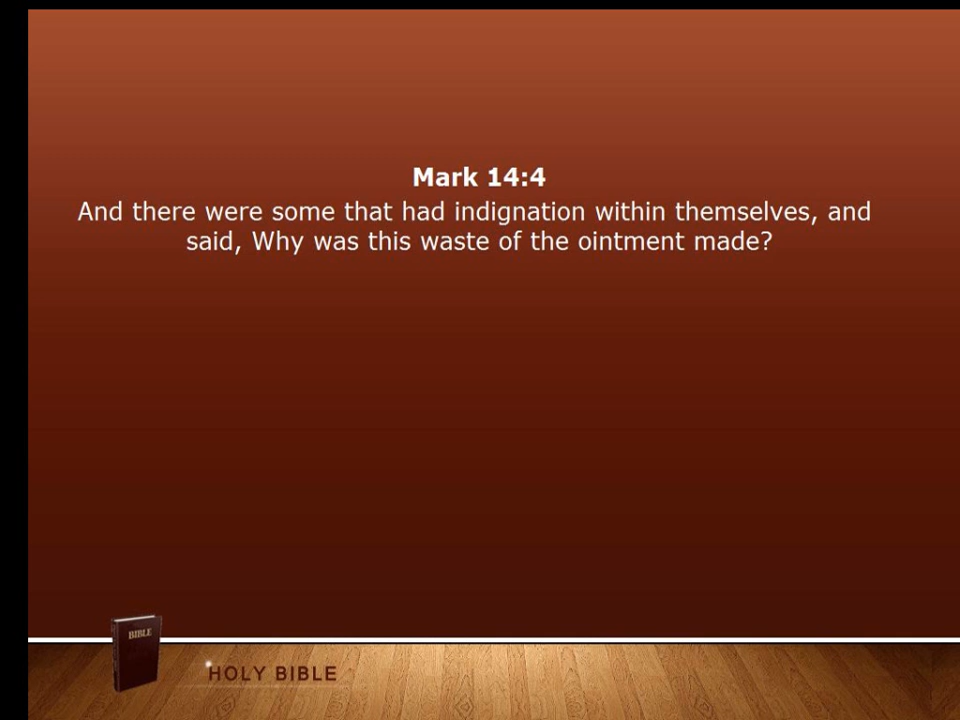 Mark 14:4
And there were some that had indignation within themselves, and
said, Why was this waste of the ointment made?
BIBLE
HOLY BIBLE